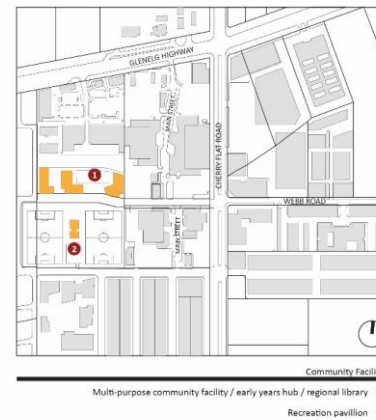 GLENELG HIGHWAY
MAIN STREET
CHERRY FLAT ROAD
1
WEBB ROAD
MAIN STREET
2
Community Facili
Multi-purpose community facility / early years hub / regional library
Recreation pavillion